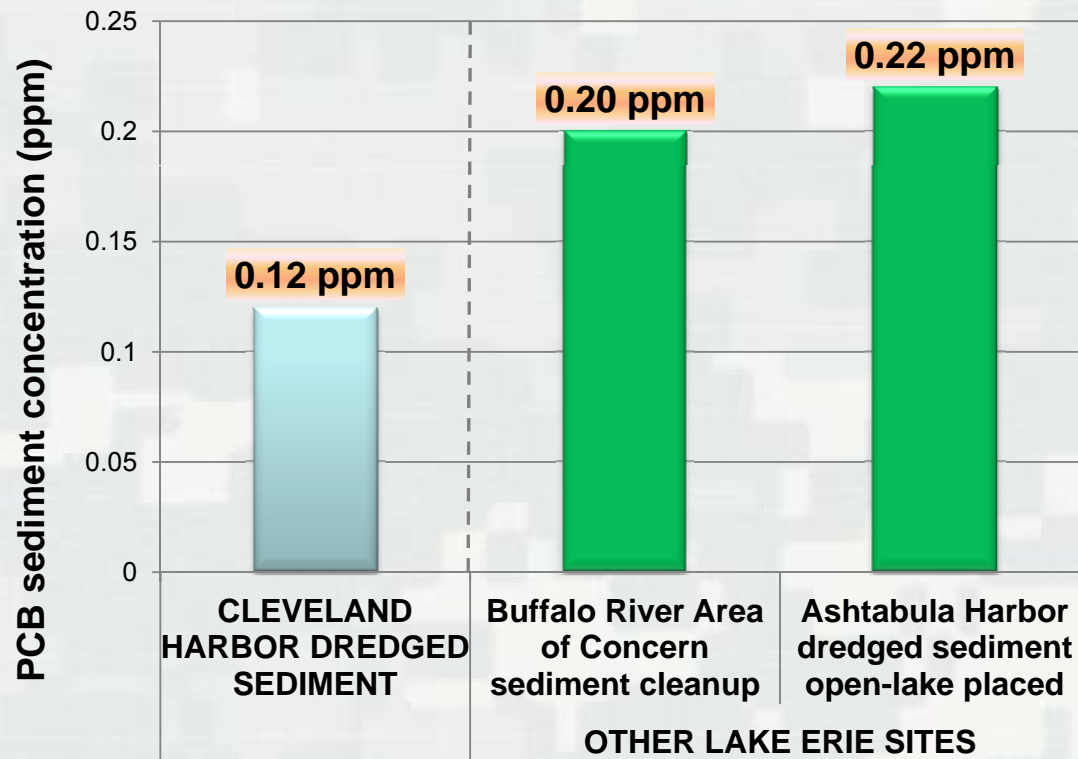 PCB sediment concentration (ppm)
0.25
0.2
0.15
0.1
0.05
0
0.12 ppm
0.20 ppm
0.22 ppm
CLEVELAND
HARBOR DREDGED
SEDIMENT
Buffalo River Area
of Concern
sediment cleanup
Ashtabula Harbor
dredged sediment
open-lake placed
OTHER LAKE ERIE SITES